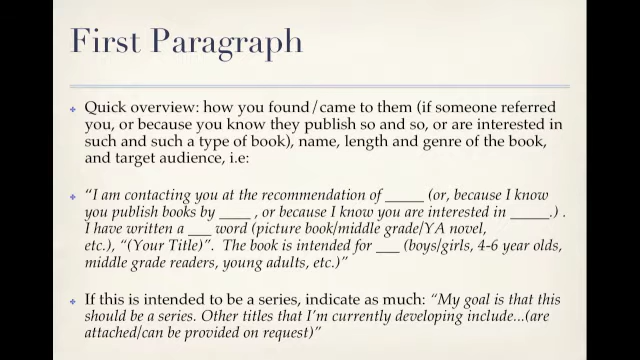 First Paragraph
Quick overview: how you found/came to them (if someone referred
you, or because you know they publish so and so, or are interested in
such and such a type of book), name, length and genre of the book,
and target audience, i.e:
“I am contacting you at the recommendation of _____ (or, because I know
you publish books by ____ , or because I know you are interested in _____.) .
I have written a ___ word (picture book/middle grade/YA novel,
etc.), “(Your Title)”. The book is intended for ___ (boys/girls, 4-6 year olds,
middle grade readers, young adults, etc.)”
If this is intended to be a series, indicate as much: “My goal is that this
should be a series. Other titles that I'm currently developing include...(are
attached/can be provided on request)”